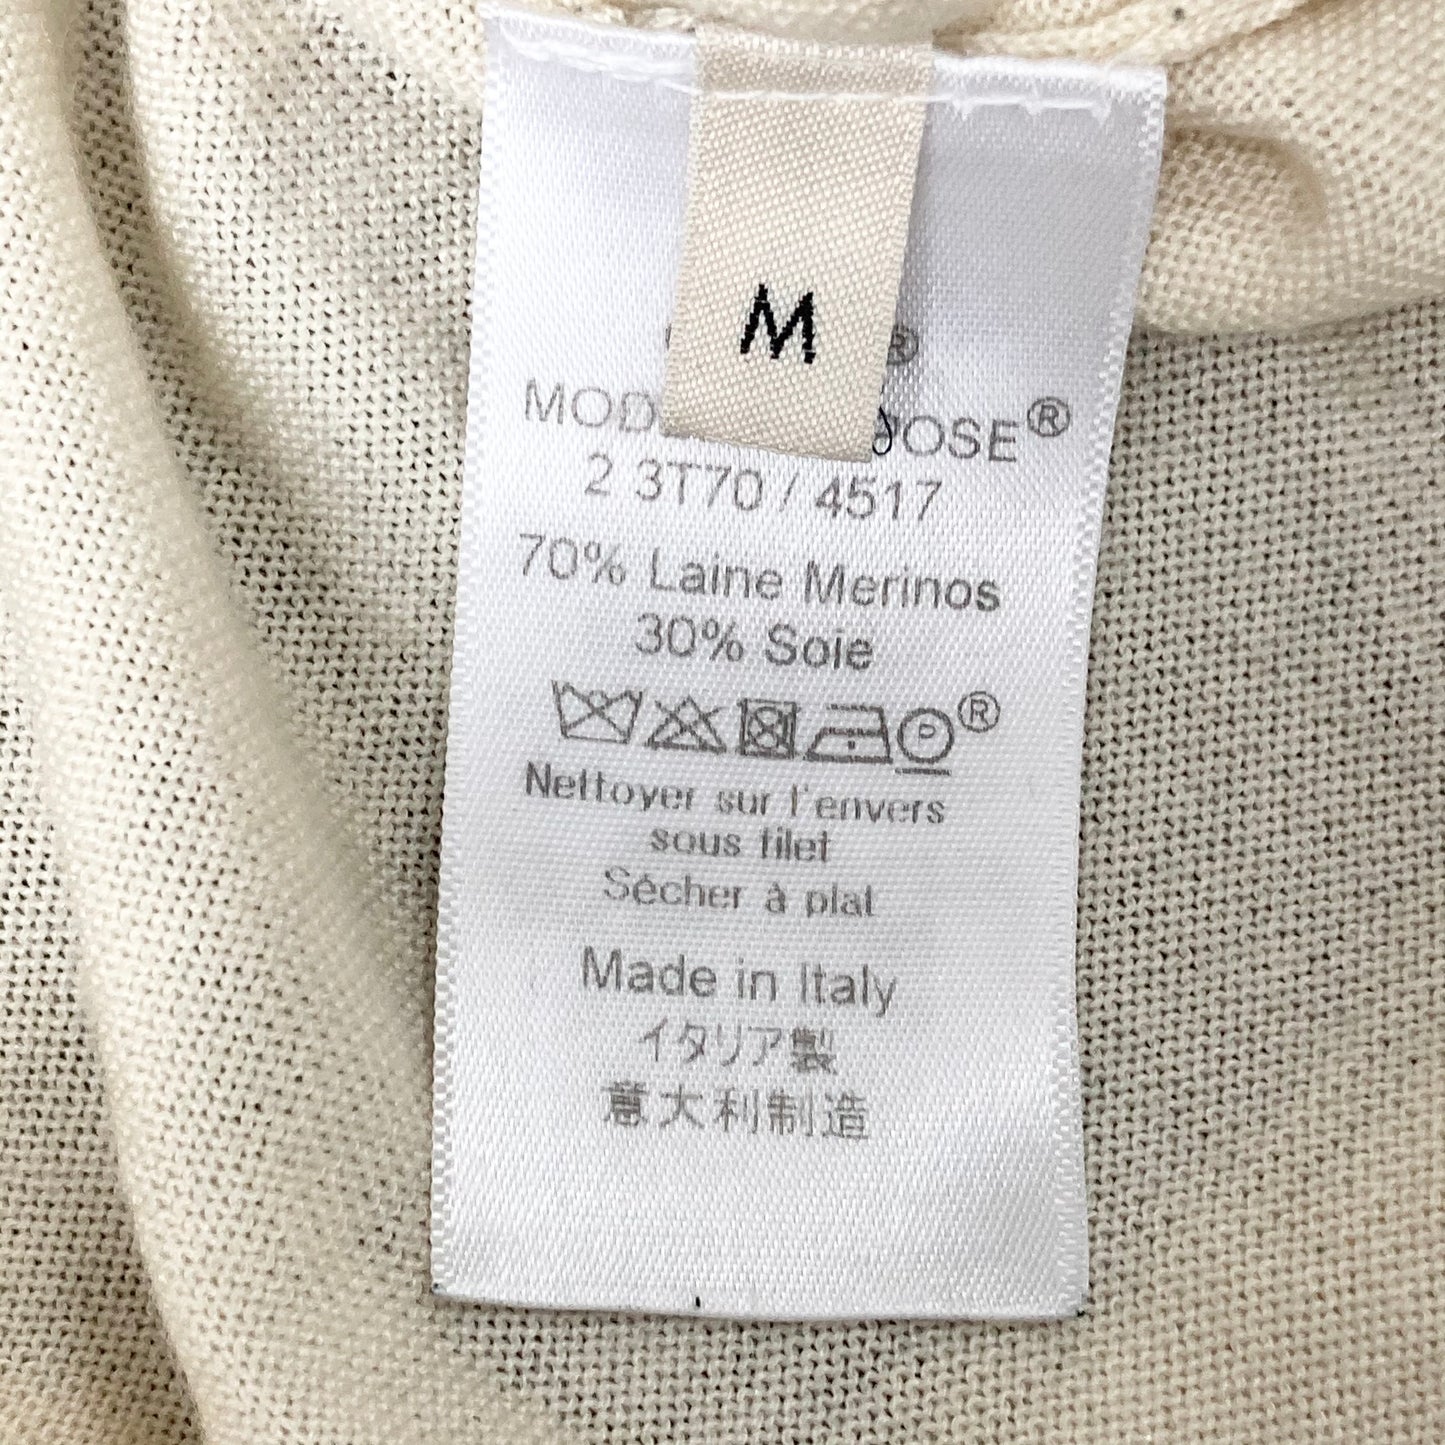 M
®
MOD OSE®
2 3T70 / 4517
70% Laine Merinos
30% Soie
P ®
Nettoyer sur l'envers
sous filet
Sécher à plat
Made in Italy
イタリア製
意大利制造